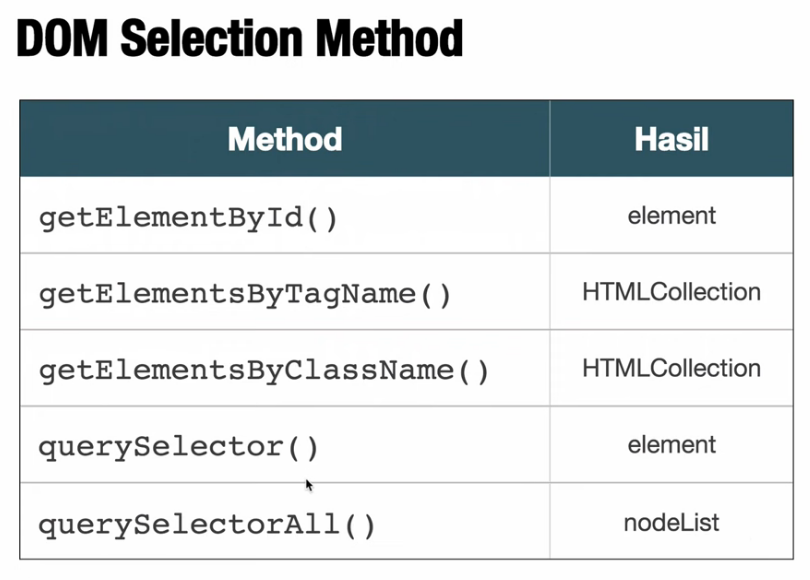 DOM Selection Method
Method Hasil
getElementById() element
getElementsByTagName() HTMLCollection
getElementsByClassName() HTMLCollection
querySelector() element
querySelectorAll() nodeList